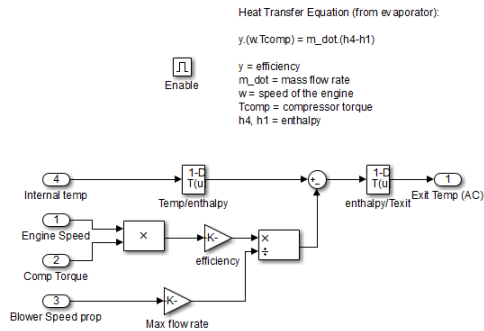 Heat Transfer Equation (from evaporator):
y.(w.Tcomp) = m_dot.(h4-h1)
y = efficiency
m_dot = mass flow rate
w = speed of the engine
Tcomp = compressor torque
h4, h1 = enthalpy
Enable
4
Internal temp
1-D
T(u
Temp/enthalpy
+
−
1-D
T(u
enthalpy/Texit
1
Exit Temp (AC)
1
Engine Speed
2
Comp Torque
×
K-
efficiency
×
÷
3
Blower Speed prop
K-
Max flow rate